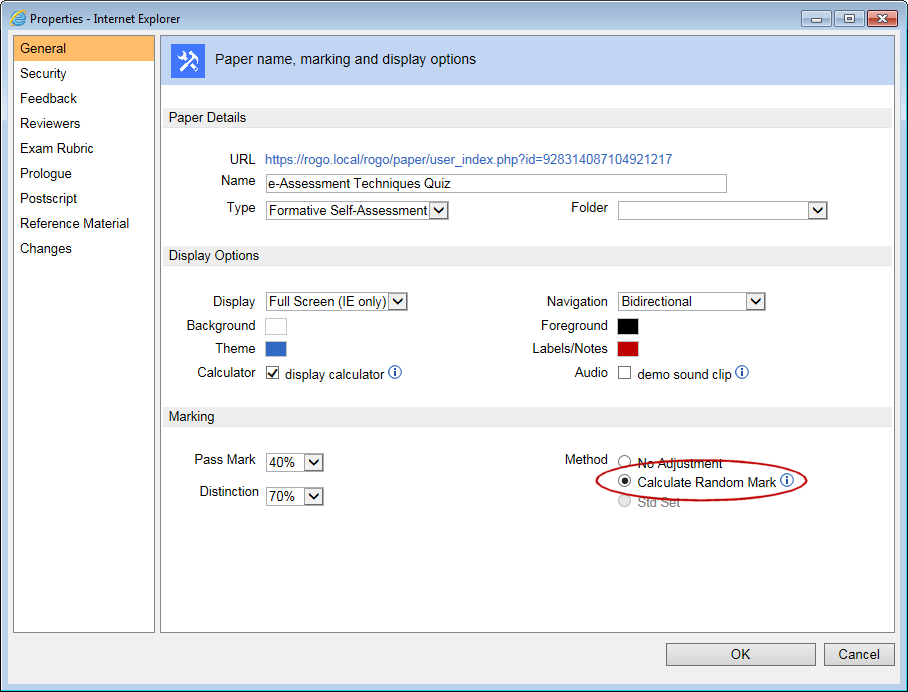 Properties - Internet Explorer
General
Security
Feedback
Reviewers
Exam Rubric
Prologue
Postscript
Reference Material
Changes
Paper name, marking and display options
Paper Details
URL https://rogo.local/rogo/paper/user_index.php?id=928314087104921217
Name e-Assessment Techniques Quiz
Type Formative Self-Assessment Folder
Display Options
Display Full Screen (IE only) Navigation Bidirectional
Background Foreground
Theme Labels/Notes
Calculator display calculator Audio demo sound clip
Marking
Pass Mark 40% Method No Adjustment
Calculate Random Mark
Distinction 70% Std Set
OK Cancel